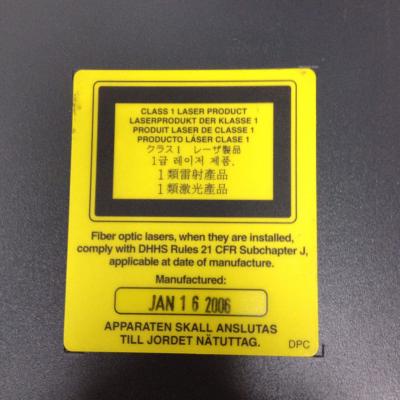 CLASS 1 LASER PRODUCT
LASERPRODUKT DER KLASSE 1
PRODUIT LASER DE CLASSE 1
PRODUCTO LÁSER CLASE 1
クラス1 レーザ製品
1급 레이저 제품.
1類雷射產品
1類激光產品
Fiber optic lasers, when they are installed,
comply with DHHS Rules 21 CFR Subchapter J,
applicable at date of manufacture.
Manufactured:
JAN 16 2006
APPARATEN SKALL ANSLUTAS
TILL JORDET NÄTUTTAG.
DPC